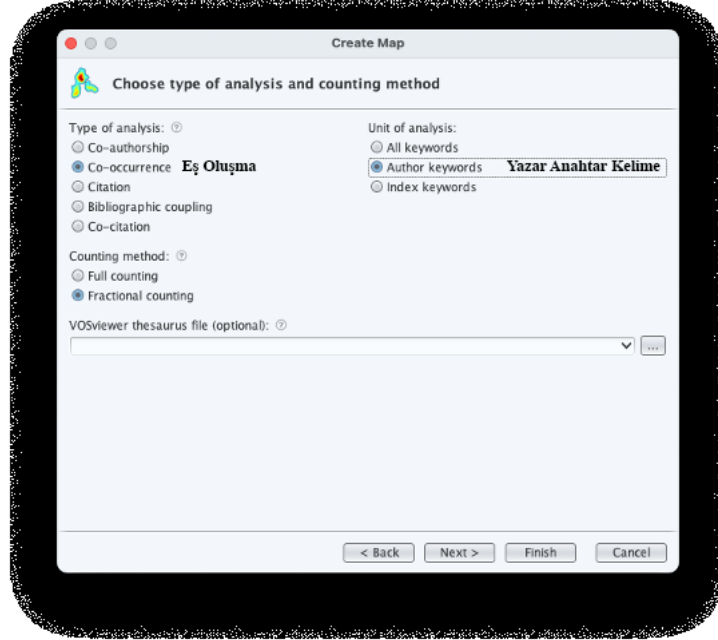 Create Map
Choose type of analysis and counting method
Type of analysis: ?
Co-authorship
Co-occurrence Eş Oluşma
Citation
Bibliographic coupling
Co-citation
Unit of analysis:
All keywords
Author keywords Yazar Anahtar Kelime
Index keywords
Counting method: ?
Full counting
Fractional counting
VOSviewer thesaurus file (optional): ?
...
< Back Next > Finish Cancel